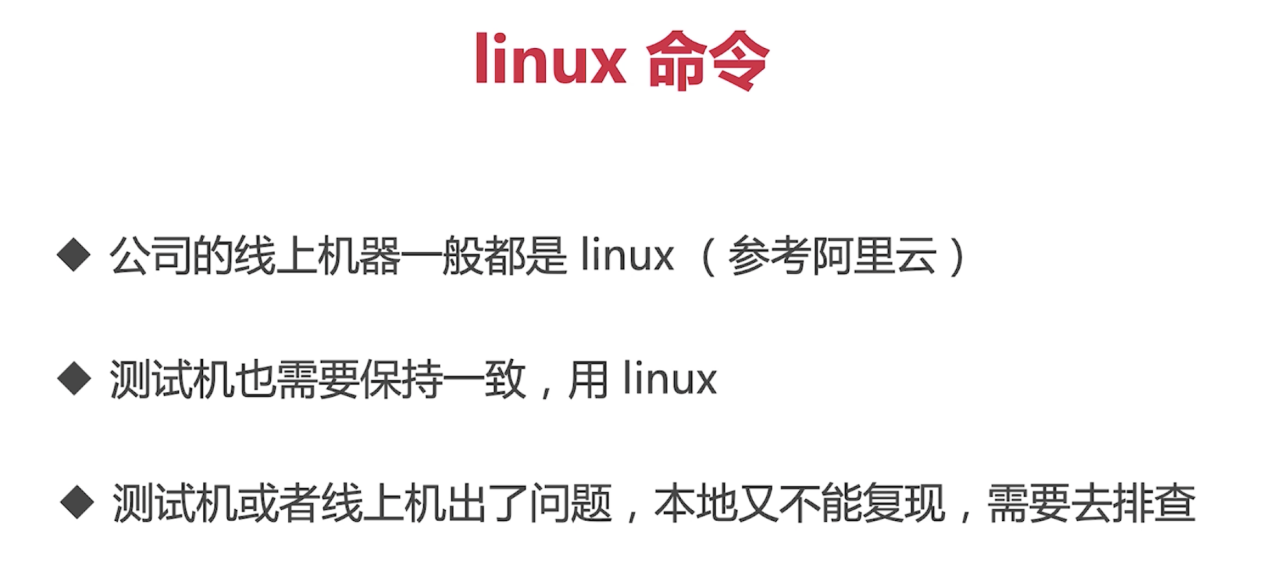 linux 命令
◆ 公司的线上机器一般都是 linux （参考阿里云）
◆ 测试机也需要保持一致，用 linux
◆ 测试机或者线上机出了问题，本地又不能复现，需要去排查